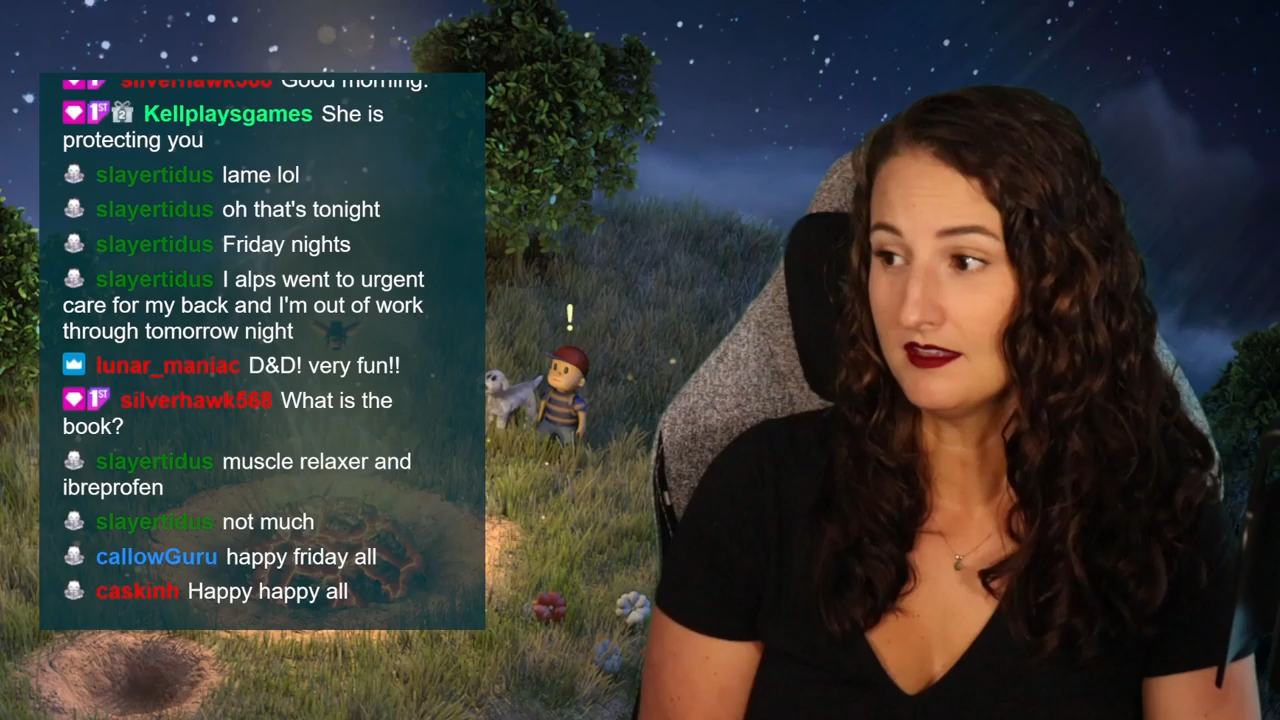 silverhawk568 Good morning.
Kellplaysgames She is
protecting you
slayertidus lame lol
slayertidus oh that's tonight
slayertidus Friday nights
slayertidus I alps went to urgent
care for my back and I'm out of work
through tomorrow night
lunar_maniac D&D! very fun!!
silverhawk568 What is the
book?
slayertidus muscle relaxer and
ibreprofen
slayertidus not much
callowGuru happy friday all
caskinh Happy happy all